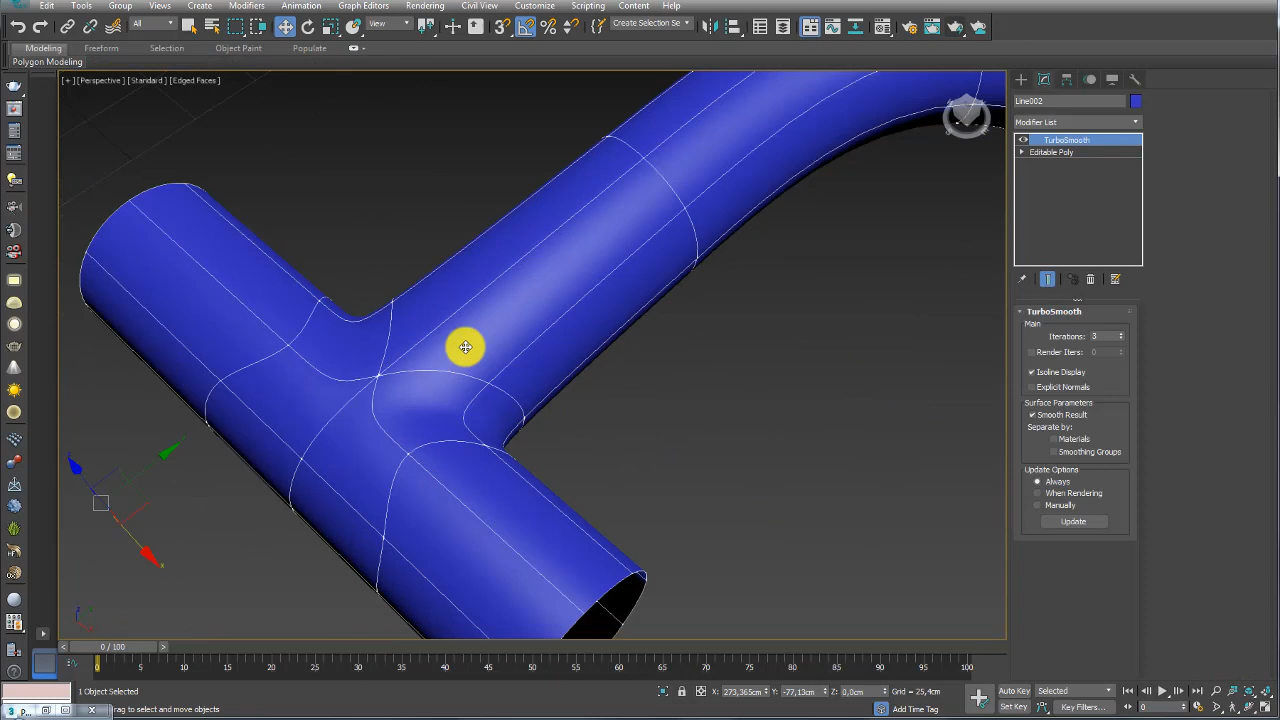 Edit Tools Group Views Create Modifiers Animation Graph Editors Rendering Civil View Customize Scripting Content Help
All View Create Selection Se
Modeling Freeform Selection Object Paint Populate
Polygon Modeling
[+] [Perspective] [Standard] [Edged Faces]
Line002
Modifier List
TurboSmooth
Editable Poly
TurboSmooth
Main
Iterations: 3
Render Iters: 0
Isoline Display
Explicit Normals
Surface Parameters
Smooth Result
Separate by:
Materials
Smoothing Groups
Update Options
Always
When Rendering
Manually
Update
x
z
< 0 / 100 >
0 5 10 15 20 25 30 35 40 45 50 55 60 65 70 75 80 85 90 95 100
1 Object Selected X: 273,365cm Y: -77,13cm Z: 0,0cm Grid = 25,4cm Auto Key Selected
drag to select and move objects Add Time Tag Set Key Key Filters... 0
3 p...